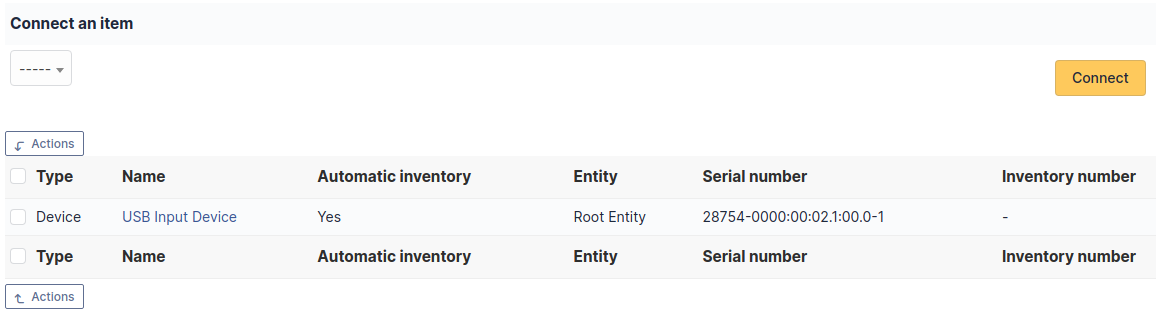 Connect an item
-----
Connect
Actions
Type Name Automatic inventory Entity Serial number Inventory number
Device USB Input Device Yes Root Entity 28754-0000:00:02.1:00.0-1 -
Type Name Automatic inventory Entity Serial number Inventory number
Actions